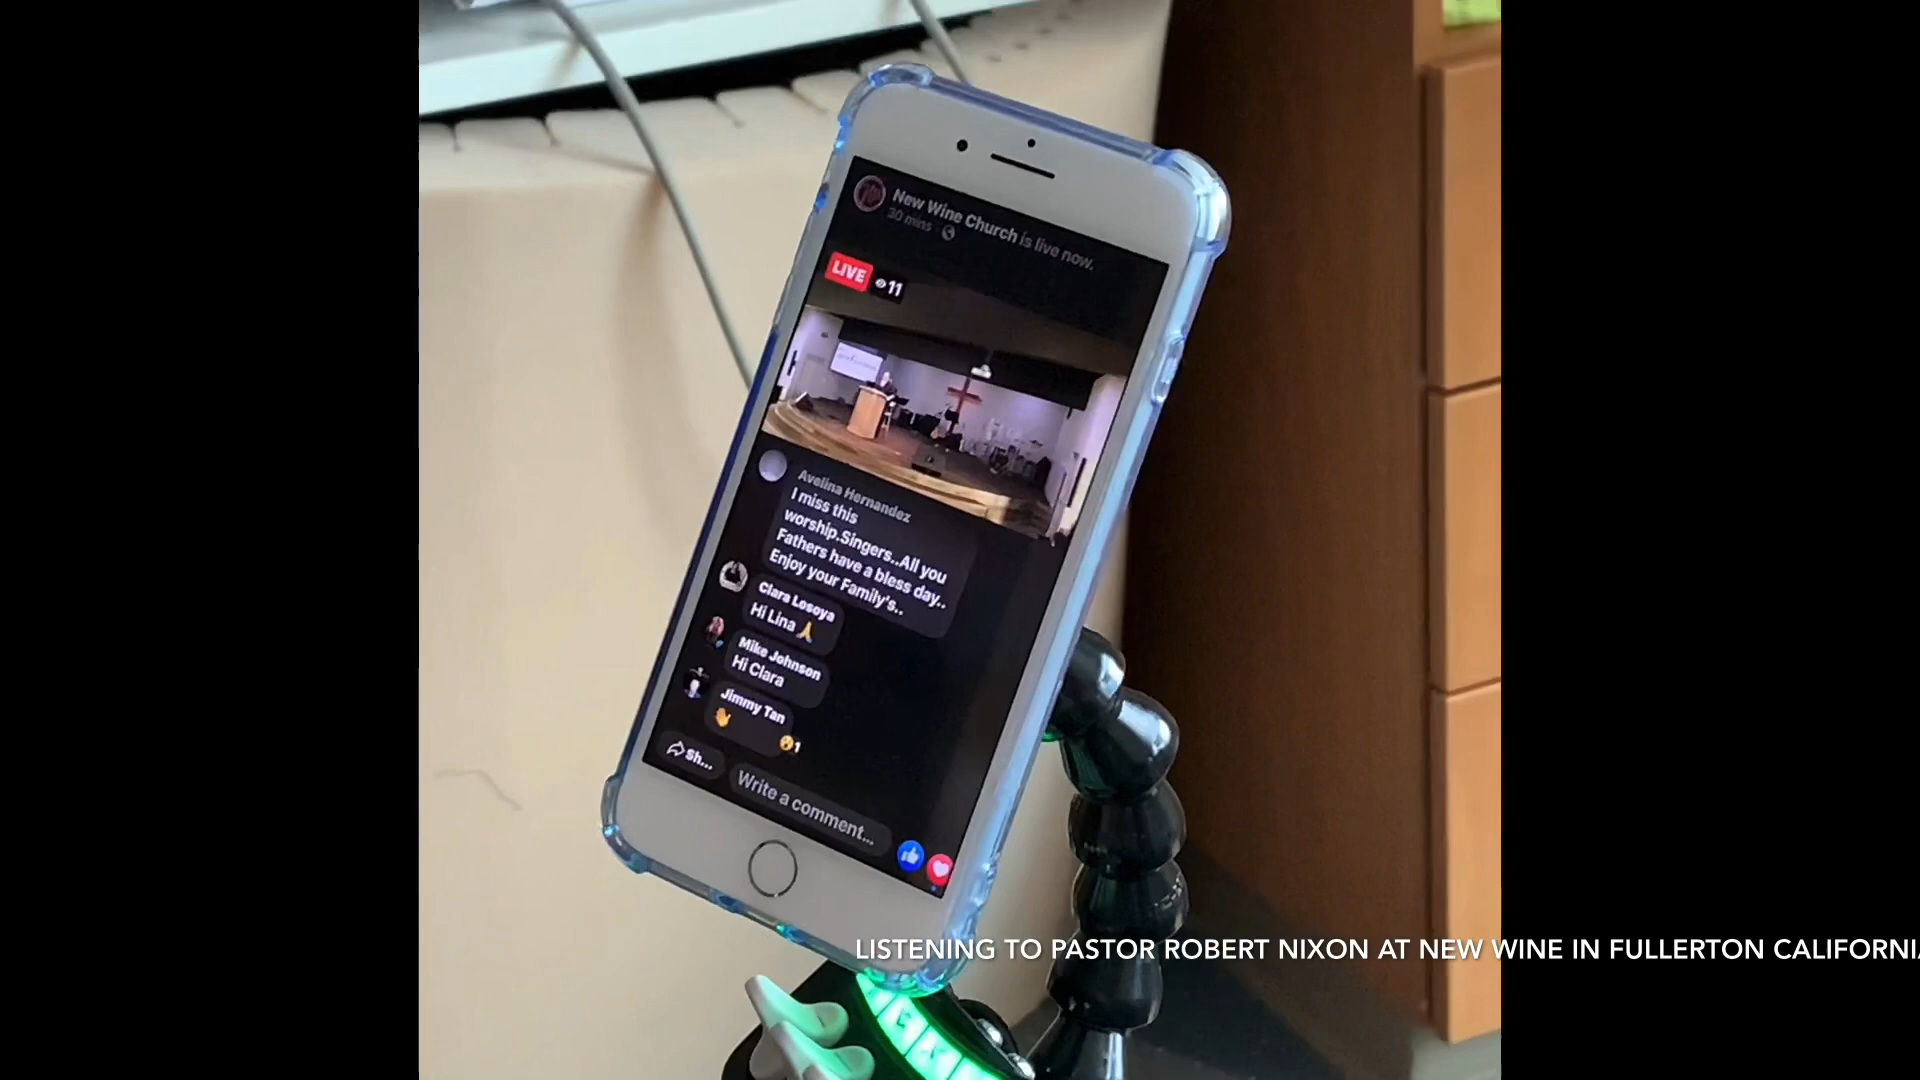 New Wine Church is live now.
30 mins
LIVE 11
Avelina Hernandez
I miss this
worship.Singers..All you
Fathers have a bless day..
Enjoy your Family's..
Clara Losoya
Hi Lina 🙏
Mike Johnson
Hi Clara
Jimmy Tan
👋
😮1
Sh...
Write a comment...
LISTENING TO PASTOR ROBERT NIXON AT NEW WINE IN FULLERTON CALIFORNIA